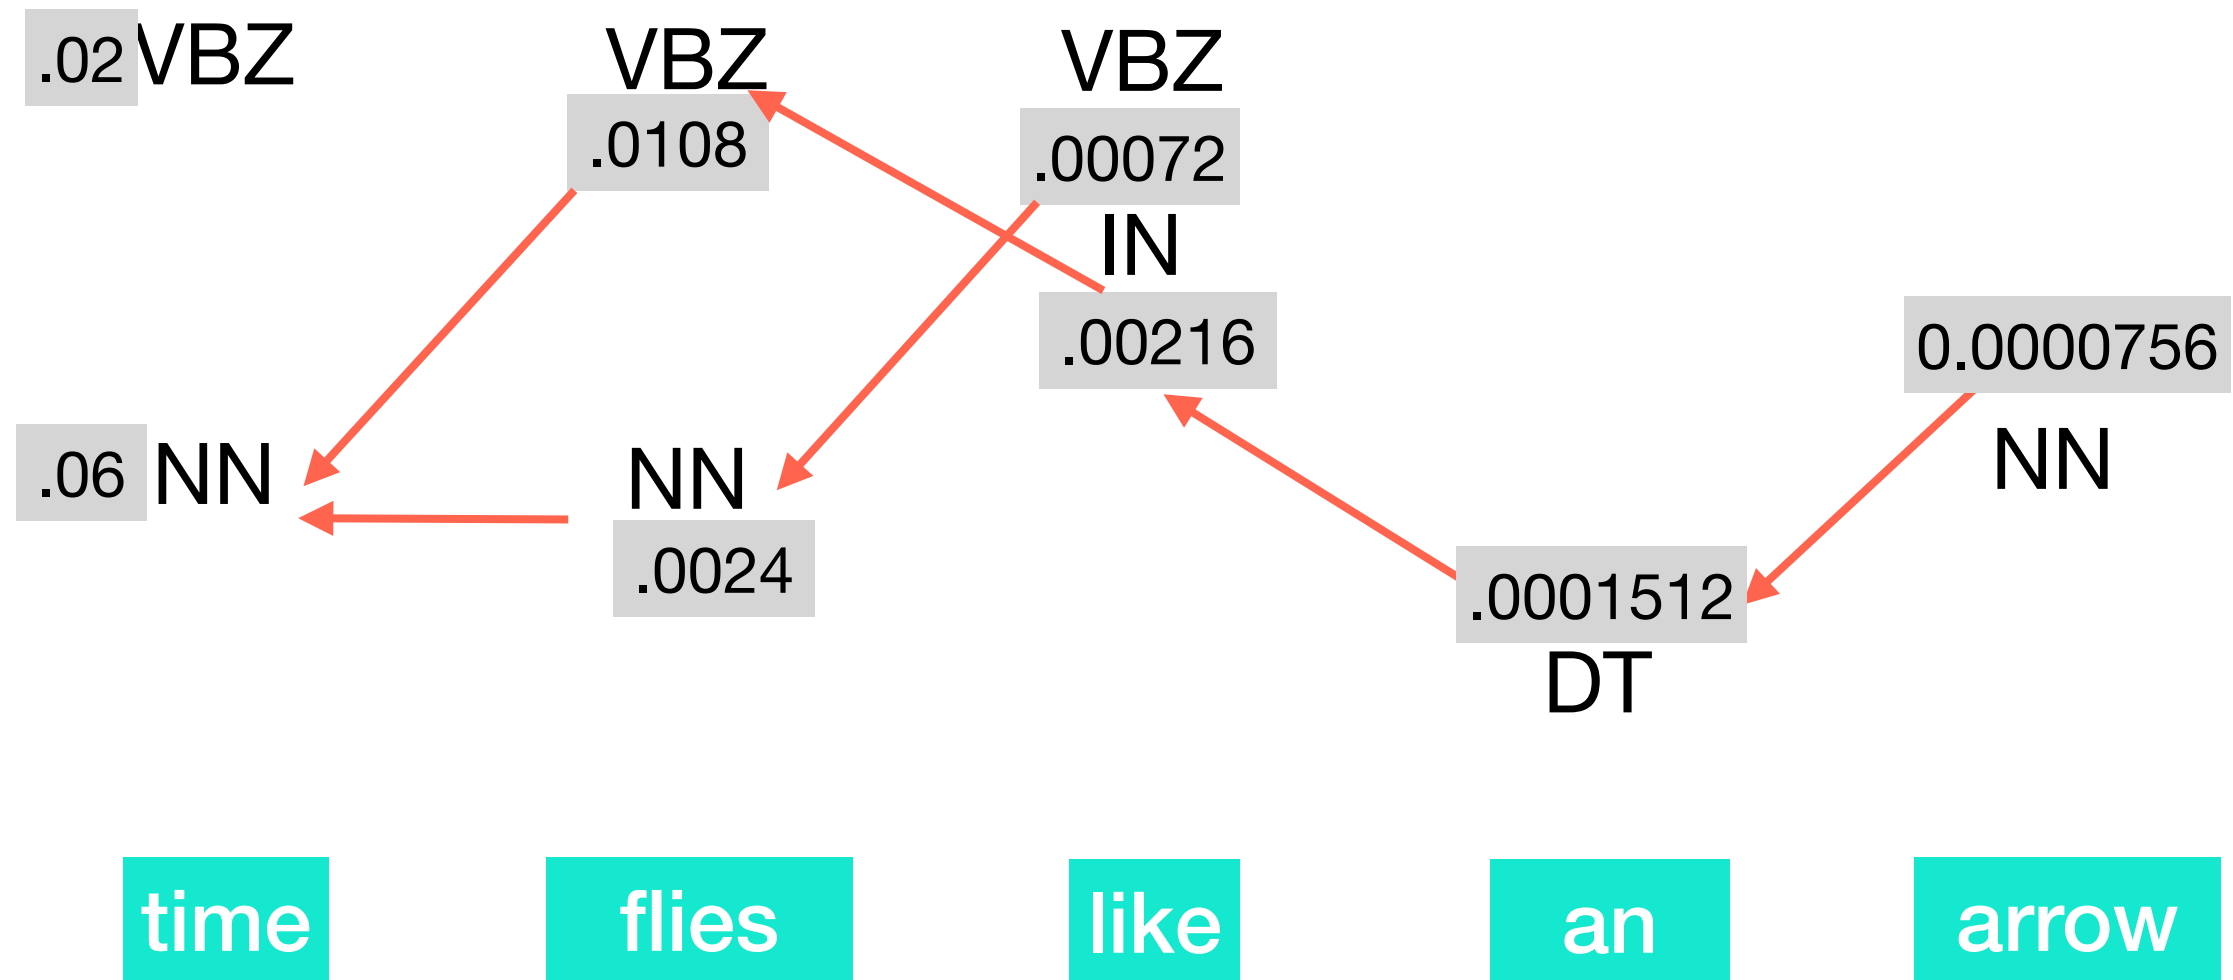 .02 VBZ
VBZ
.0108
VBZ
.00072
IN
.00216
0.0000756
NN
.06 NN
NN
.0024
.0001512
DT
time flies like an arrow